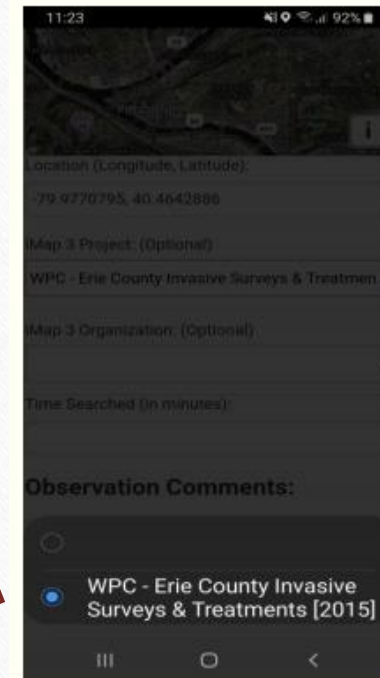 11:23
92%
Location (Longitude, Latitude):
-79.9770795, 40.4642886
iMap 3 Project: (Optional)
WPC - Erie County Invasive Surveys & Treatmen
iMap 3 Organization: (Optional)
Time Searched (in minutes):
Observation Comments:
WPC - Erie County Invasive
Surveys & Treatments [2015]